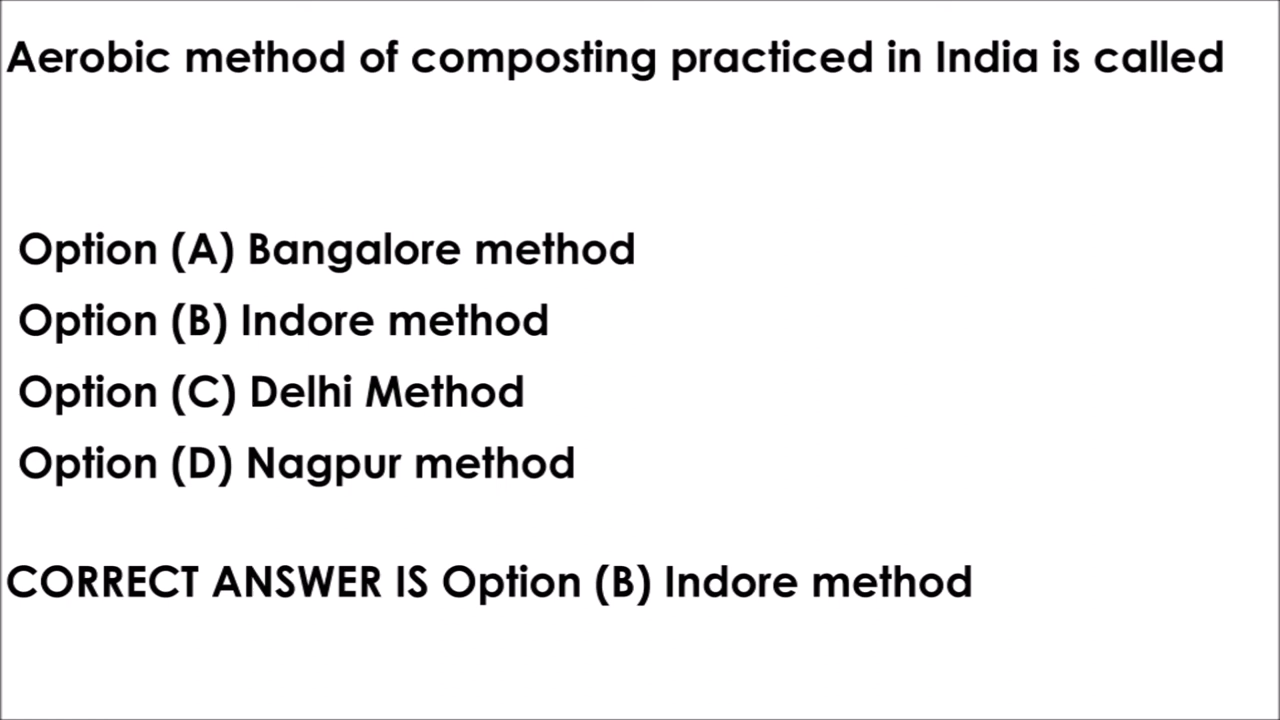 Aerobic method of composting practiced in India is called
Option (A) Bangalore method
Option (B) Indore method
Option (C) Delhi Method
Option (D) Nagpur method
CORRECT ANSWER IS Option (B) Indore method